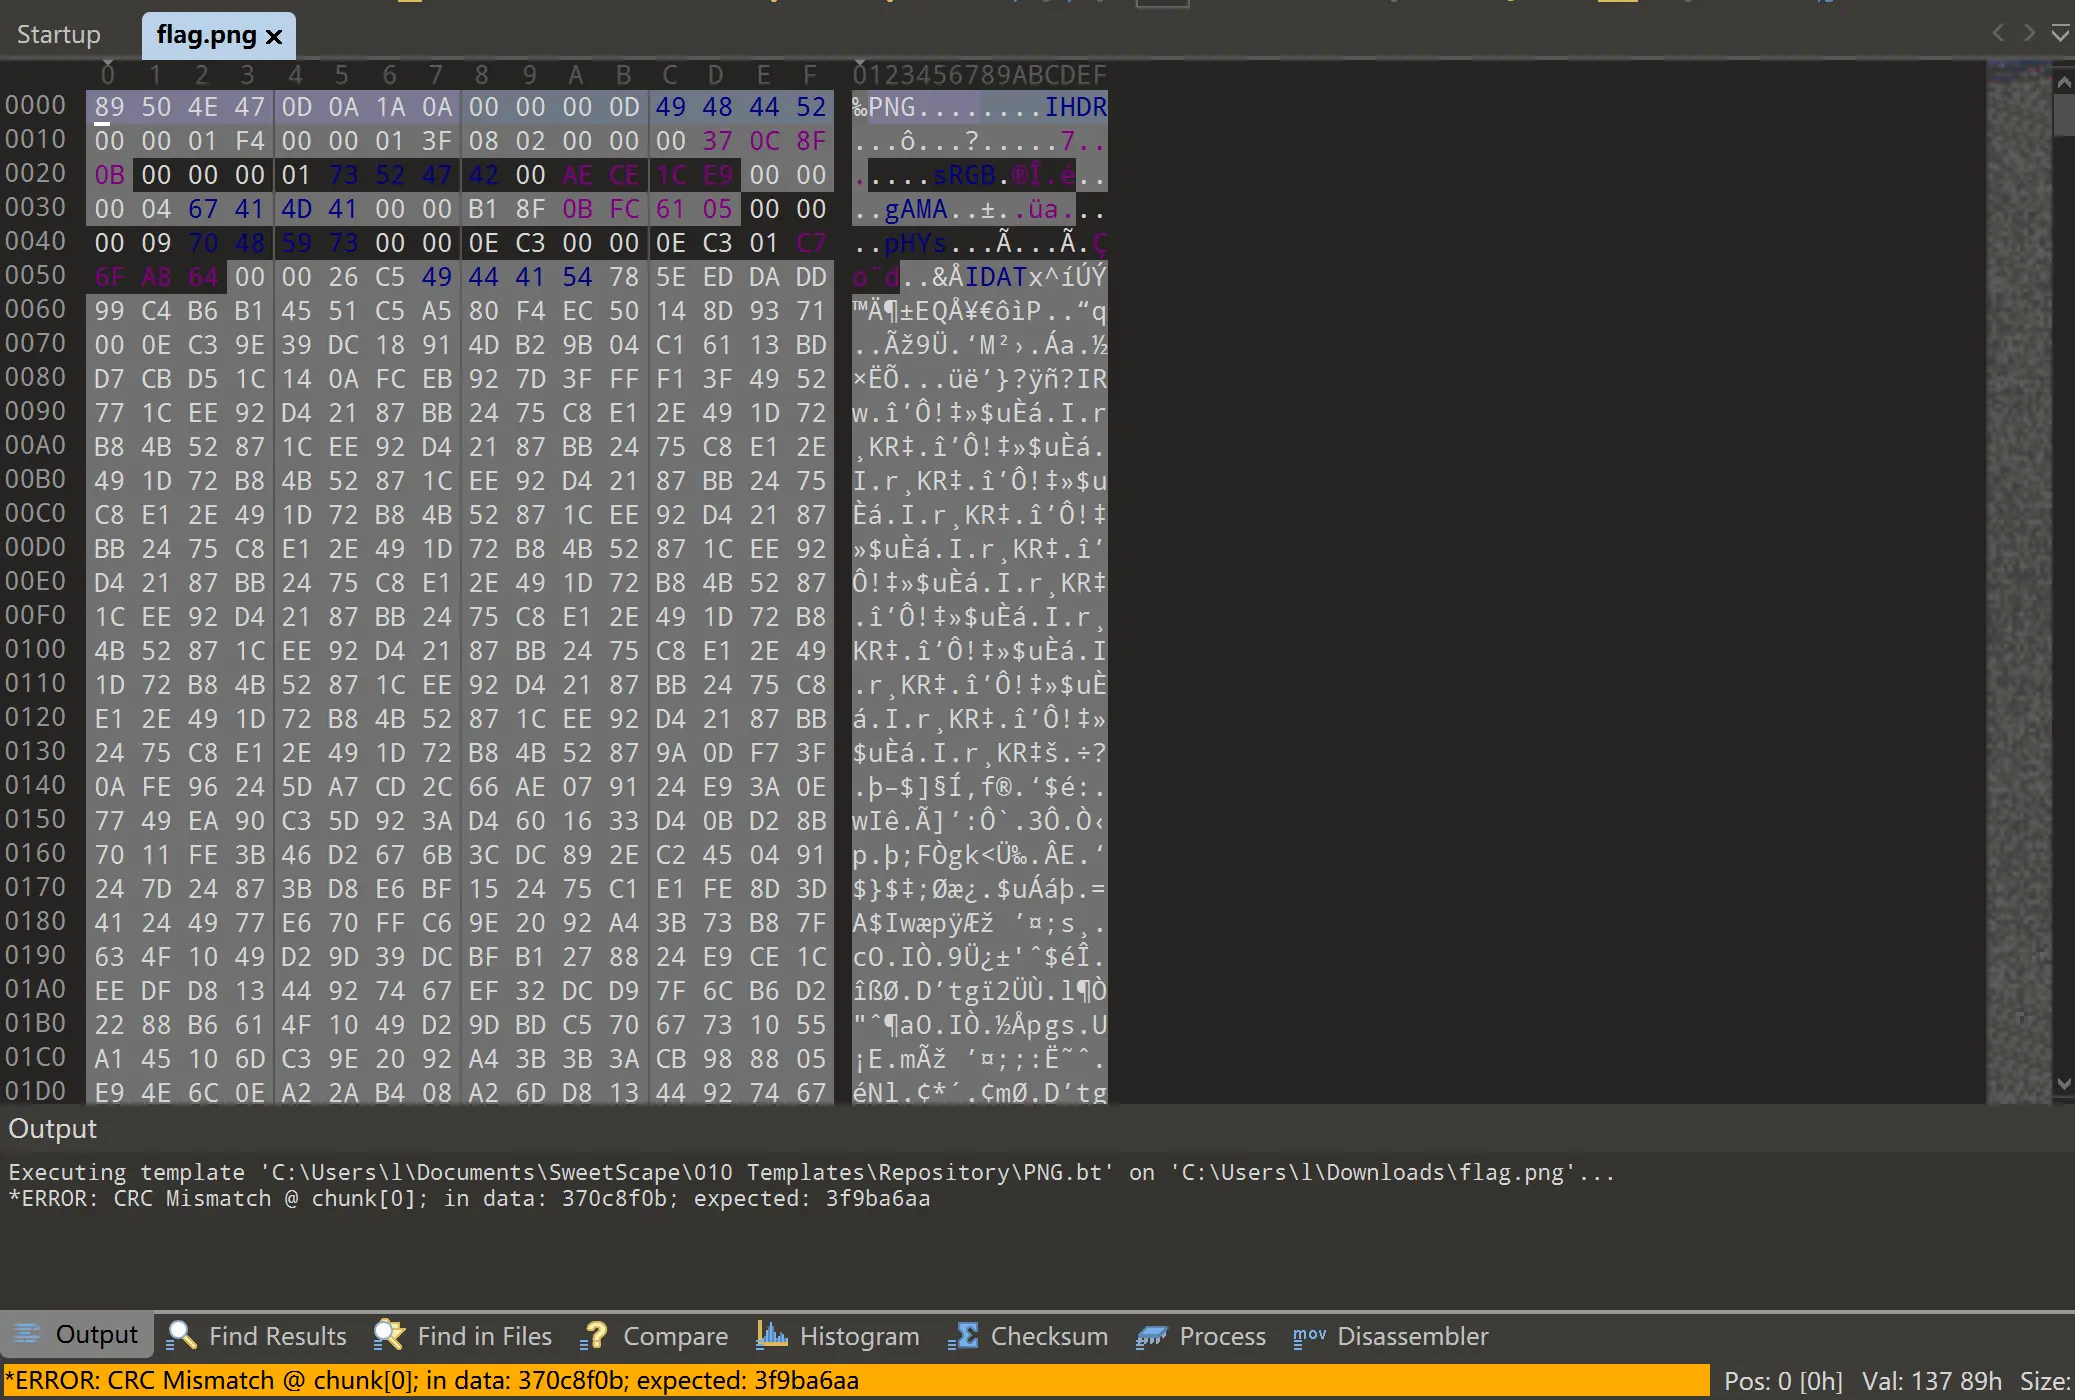 Startup flag.png ×
0 1 2 3 4 5 6 7 8 9 A B C D E F 0123456789ABCDEF
0000 89 50 4E 47 0D 0A 1A 0A 00 00 00 0D 49 48 44 52 ‰PNG........IHDR
0010 00 00 01 F4 00 00 01 3F 08 02 00 00 00 37 0C 8F ...ô...?.....7..
0020 0B 00 00 00 01 73 52 47 42 00 AE CE 1C E9 00 00 .....sRGB.®Î.é..
0030 00 04 67 41 4D 41 00 00 B1 8F 0B FC 61 05 00 00 ..gAMA..±..üa...
0040 00 09 70 48 59 73 00 00 0E C3 00 00 0E C3 01 C7 ..pHYs...Ã...Ã.Ç
0050 6F A8 64 00 00 26 C5 49 44 41 54 78 5E ED DA DD o¨d..&ÅIDATx^íÚÝ
0060 99 C4 B6 B1 45 51 C5 A5 80 F4 EC 50 14 8D 93 71 ™Ä¶±EQÅ¥€ôìP..“q
0070 00 0E C3 9E 39 DC 18 91 4D B2 9B 04 C1 61 13 BD ..Ãž9Ü.‘M²›.Áa.½
0080 D7 CB D5 1C 14 0A FC EB 92 7D 3F FF F1 3F 49 52 ×ËÕ...üë’}?ÿñ?IR
0090 77 1C EE 92 D4 21 87 BB 24 75 C8 E1 2E 49 1D 72 w.î’Ô!‡»$uÈá.I.r
00A0 B8 4B 52 87 1C EE 92 D4 21 87 BB 24 75 C8 E1 2E ¸KR‡.î’Ô!‡»$uÈá.
00B0 49 1D 72 B8 4B 52 87 1C EE 92 D4 21 87 BB 24 75 I.r¸KR‡.î’Ô!‡»$u
00C0 C8 E1 2E 49 1D 72 B8 4B 52 87 1C EE 92 D4 21 87 Èá.I.r¸KR‡.î’Ô!‡
00D0 BB 24 75 C8 E1 2E 49 1D 72 B8 4B 52 87 1C EE 92 »$uÈá.I.r¸KR‡.î’
00E0 D4 21 87 BB 24 75 C8 E1 2E 49 1D 72 B8 4B 52 87 Ô!‡»$uÈá.I.r¸KR‡
00F0 1C EE 92 D4 21 87 BB 24 75 C8 E1 2E 49 1D 72 B8 .î’Ô!‡»$uÈá.I.r¸
0100 4B 52 87 1C EE 92 D4 21 87 BB 24 75 C8 E1 2E 49 KR‡.î’Ô!‡»$uÈá.I
0110 1D 72 B8 4B 52 87 1C EE 92 D4 21 87 BB 24 75 C8 .r¸KR‡.î’Ô!‡»$uÈ
0120 E1 2E 49 1D 72 B8 4B 52 87 1C EE 92 D4 21 87 BB á.I.r¸KR‡.î’Ô!‡»
0130 24 75 C8 E1 2E 49 1D 72 B8 4B 52 87 9A 0D F7 3F $uÈá.I.r¸KR‡š.÷?
0140 0A FE 96 24 5D A7 CD 2C 66 AE 07 91 24 E9 3A 0E .þ–$]§Í,f®.‘$é:.
0150 77 49 EA 90 C3 5D 92 3A D4 60 16 33 D4 0B D2 8B wIê.Ã]’:Ô`.3Ô.Ò‹
0160 70 11 FE 3B 46 D2 67 6B 3C DC 89 2E C2 45 04 91 p.þ;FÒgk<Ü‰.ÂE.‘
0170 24 7D 24 87 3B D8 E6 BF 15 24 75 C1 E1 FE 8D 3D $}$‡;Øæ¿.$uÁáþ.=
0180 41 24 49 77 E6 70 FF C6 9E 20 92 A4 3B 73 B8 7F A$IwæpÿÆž ’¤;s¸.
0190 63 4F 10 49 D2 9D 39 DC BF B1 27 88 24 E9 CE 1C cO.IÒ.9Ü¿±'ˆ$éÎ.
01A0 EE DF D8 13 44 92 74 67 EF 32 DC D9 7F 6C B6 D2 îßØ.D’tgï2ÜÙ.l¶Ò
01B0 22 88 B6 61 4F 10 49 D2 9D BD C5 70 67 73 10 55 "ˆ¶aO.IÒ.½Åpgs.U
01C0 A1 45 10 6D C3 9E 20 92 A4 3B 3B 3A CB 98 88 05 ¡E.mÃž ’¤;;:Ë˜ˆ.
01D0 E9 4E 6C 0E A2 2A B4 08 A2 6D D8 13 44 92 74 67 éNl.¢*´.¢mØ.D’tg
Output
Executing template 'C:\Users\l\Documents\SweetScape\010 Templates\Repository\PNG.bt' on 'C:\Users\l\Downloads\flag.png'...
*ERROR: CRC Mismatch @ chunk[0]; in data: 370c8f0b; expected: 3f9ba6aa
Output Find Results Find in Files Compare Histogram Checksum Process mov Disassembler
*ERROR: CRC Mismatch @ chunk[0]; in data: 370c8f0b; expected: 3f9ba6aa Pos: 0 [0h] Val: 137 89h Size: